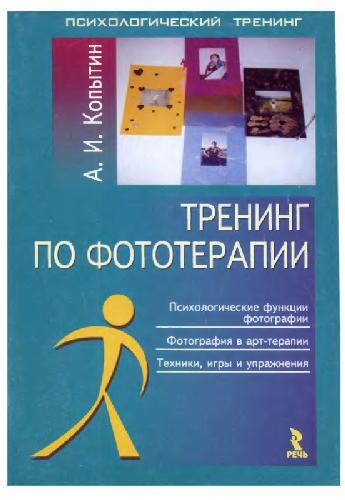 ПСИХОЛОГИЧЕСКИЙ ТРЕНИНГ
А. И. Копытин
ТРЕНИНГ
ПО ФОТОТЕРАПИИ
Психологические функции
фотографии
Фотография в арт-терапии
Техники, игры и упражнения
РЕЧЬ